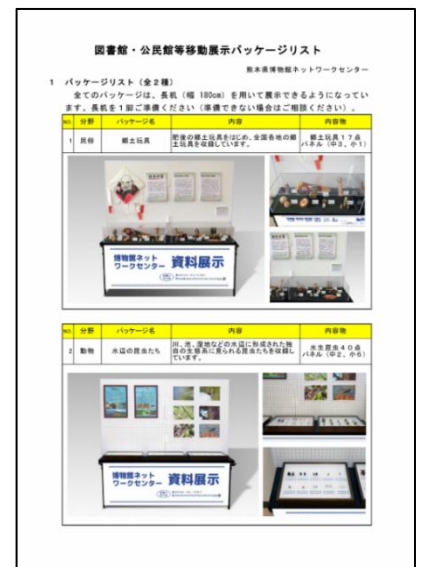 図書館・公民館等移動展示パッケージリスト
熊本県博物館ネットワークセンター
1 パッケージリスト（全２種）
全てのパッケージは、長机（幅 180cm）を用いて展示できるようになってい
ます。長机を１脚ご準備ください（準備できない場合はご相談ください）。
NO. 分野 パッケージ名 内容 内容物
1 民俗 郷土玩具 肥後の郷土玩具をはじめ、全国各地の郷 郷土玩具１７点
土玩具を収録しています。 パネル（中３、小１）
博物館ネット
ワークセンター 資料展示
NO. 分野 パッケージ名 内容 内容物
2 動物 水辺の昆虫たち 川、池、湿地などの水辺に形成された独 水生昆虫４０点
自の生態系に見られる昆虫たちを収録し パネル（中２、小６）
ています。
博物館ネット
ワークセンター 資料展示